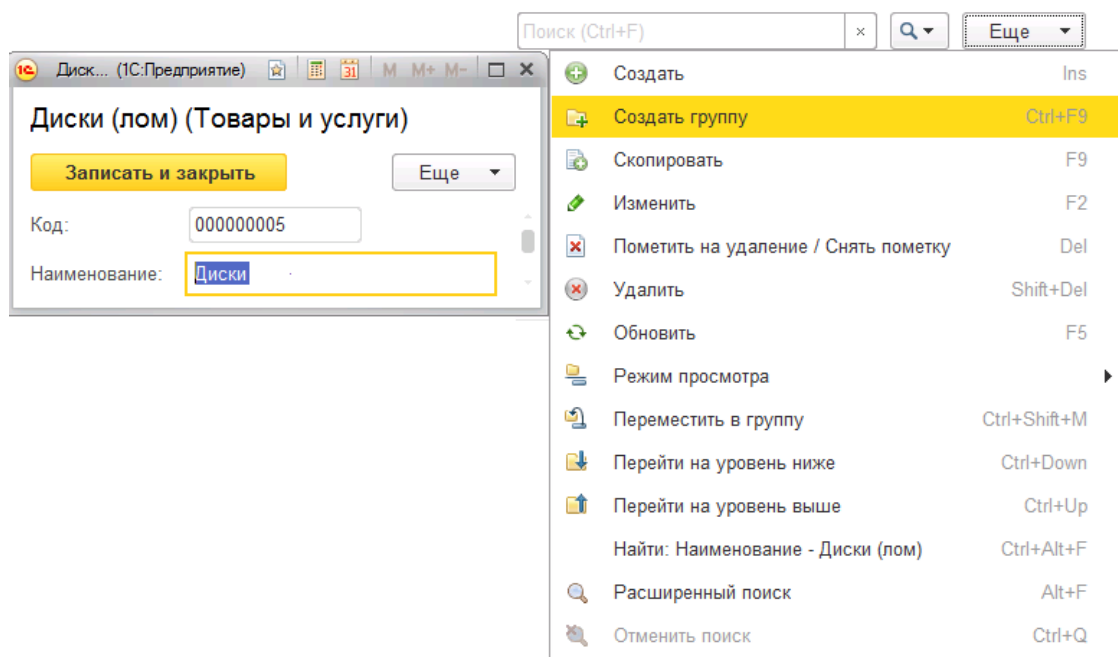 Поиск (Ctrl+F) × Еще
1С Диск... (1С:Предприятие) 31 M M+ M-
Диски (лом) (Товары и услуги)
Записать и закрыть Еще
Код: 000000005
Наименование: Диски
Создать Ins
Создать группу Ctrl+F9
Скопировать F9
Изменить F2
Пометить на удаление / Снять пометку Del
Удалить Shift+Del
Обновить F5
Режим просмотра
Переместить в группу Ctrl+Shift+M
Перейти на уровень ниже Ctrl+Down
Перейти на уровень выше Ctrl+Up
Найти: Наименование - Диски (лом) Ctrl+Alt+F
Расширенный поиск Alt+F
Отменить поиск Ctrl+Q